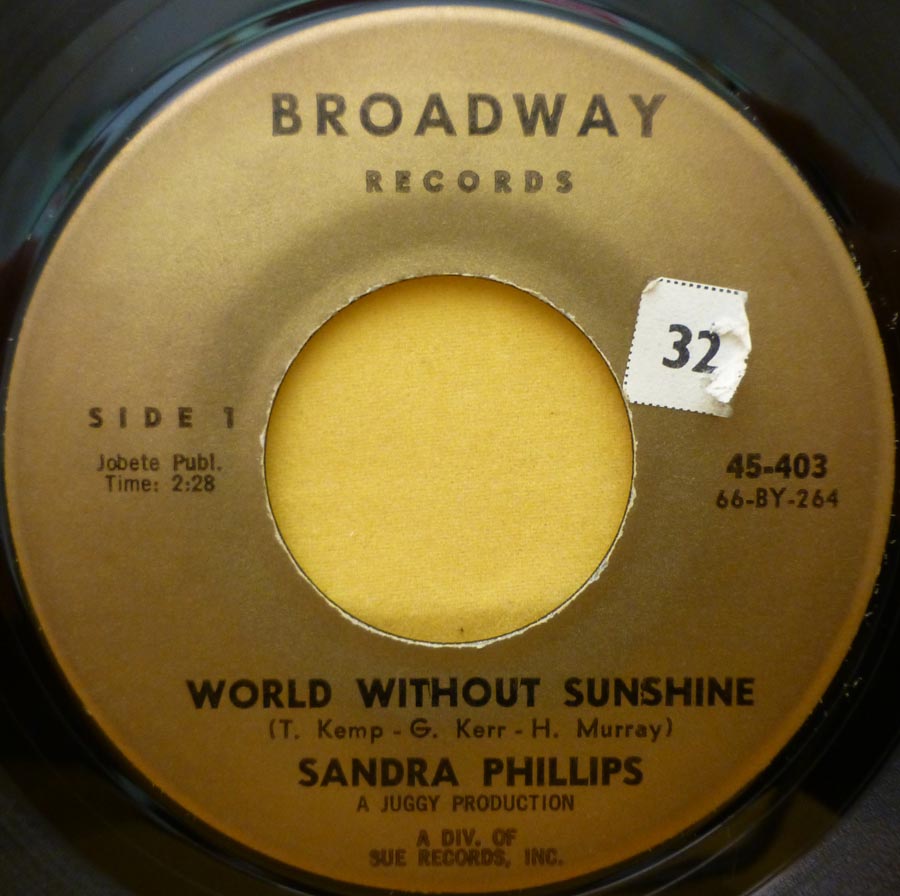 BROADWAY
RECORDS
32
SIDE 1
Jobete Publ.
Time: 2:28
45-403
66-BY-264
WORLD WITHOUT SUNSHINE
(T. Kemp - G. Kerr - H. Murray)
SANDRA PHILLIPS
A JUGGY PRODUCTION
A DIV. OF
SUE RECORDS, INC.